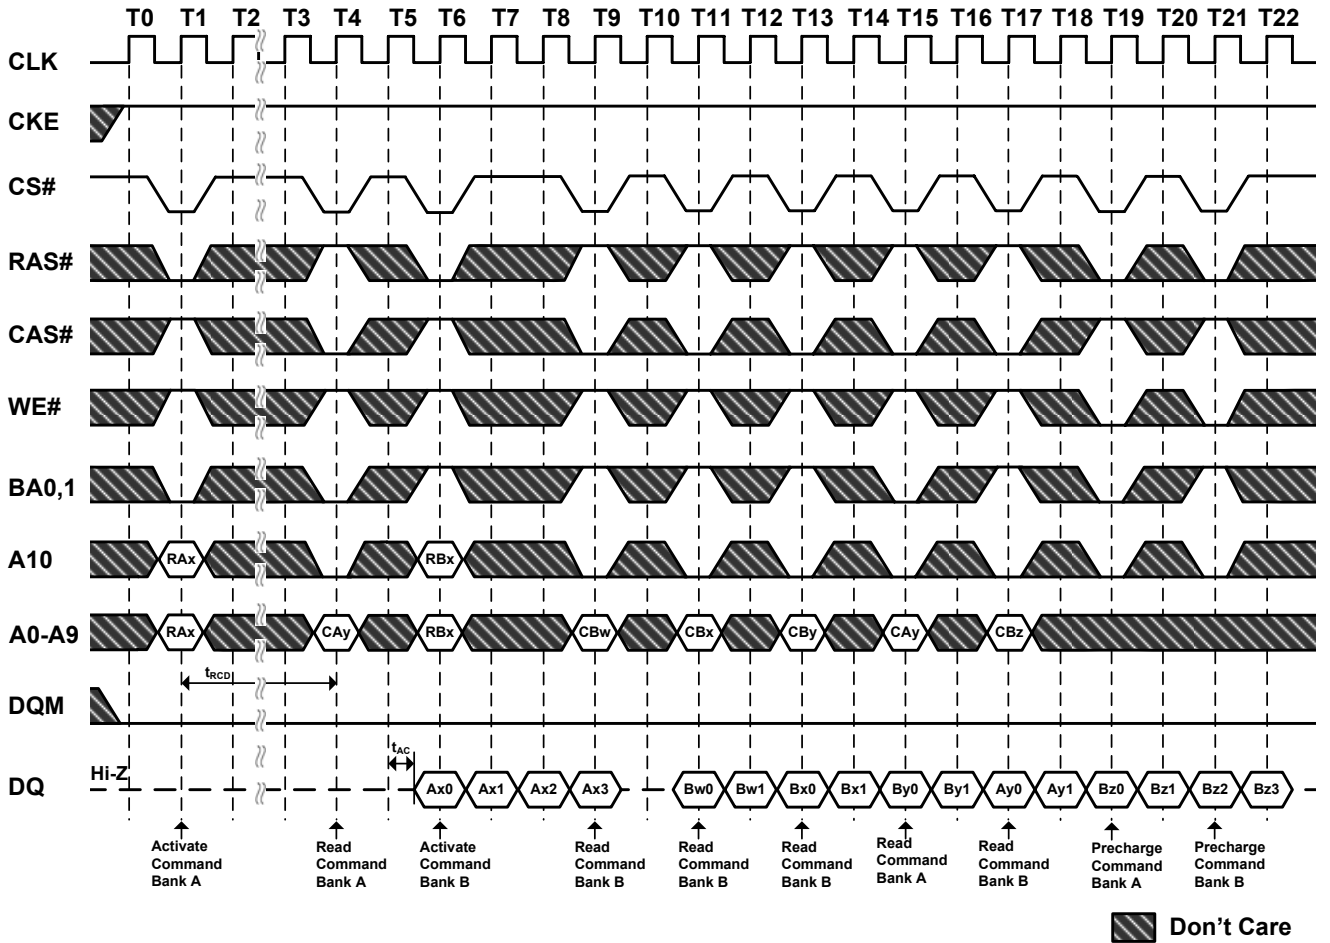 T0 T1 T2 T3 T4 T5 T6 T7 T8 T9 T10 T11 T12 T13 T14 T15 T16 T17 T18 T19 T20 T21 T22
CLK
CKE
CS#
RAS#
CAS#
WE#
BA0,1
A10 RAx RBx
A0-A9 RAx CAy RBx CBw CBx CBy CAy CBz
tRCD
DQM
tAC
Hi-Z
DQ Ax0 Ax1 Ax2 Ax3 Bw0 Bw1 Bx0 Bx1 By0 By1 Ay0 Ay1 Bz0 Bz1 Bz2 Bz3
Activate
Command
Bank A
Read
Command
Bank A
Activate
Command
Bank B
Read
Command
Bank B
Read
Command
Bank B
Read
Command
Bank B
Read
Command
Bank A
Read
Command
Bank B
Precharge
Command
Bank A
Precharge
Command
Bank B
Don't Care